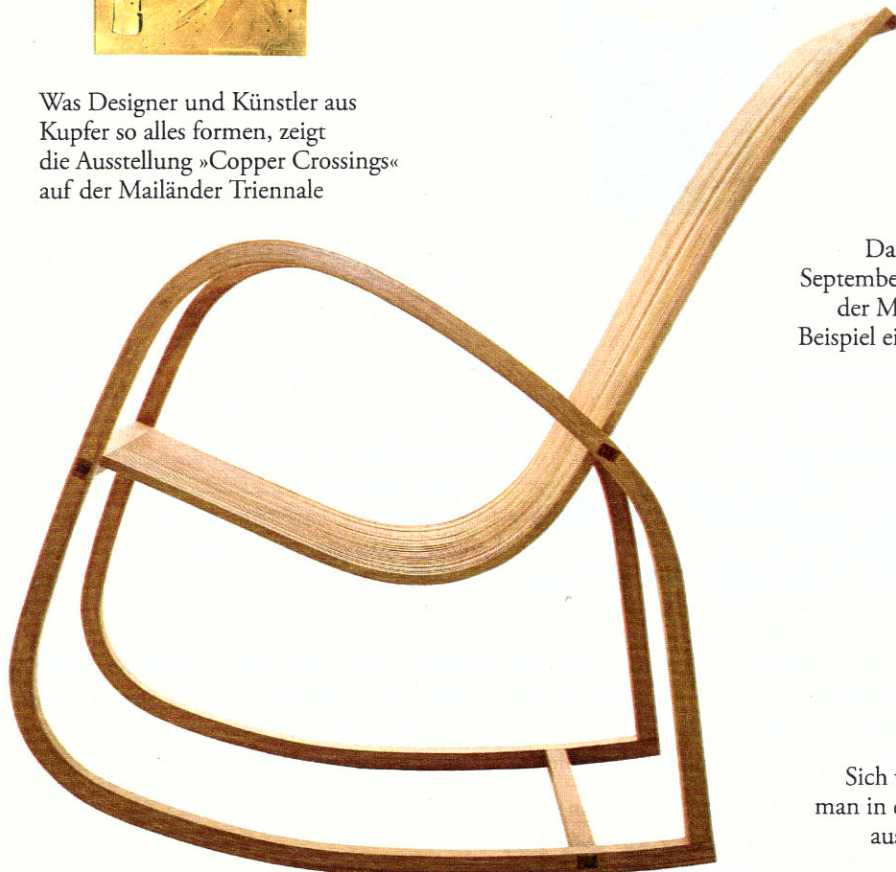 Was Designer und Künstler aus
Kupfer so alles formen, zeigt
die Ausstellung »Copper Crossings«
auf der Mailänder Triennale
Da
September
der M
Beispiel ei
Sich
man in
aus